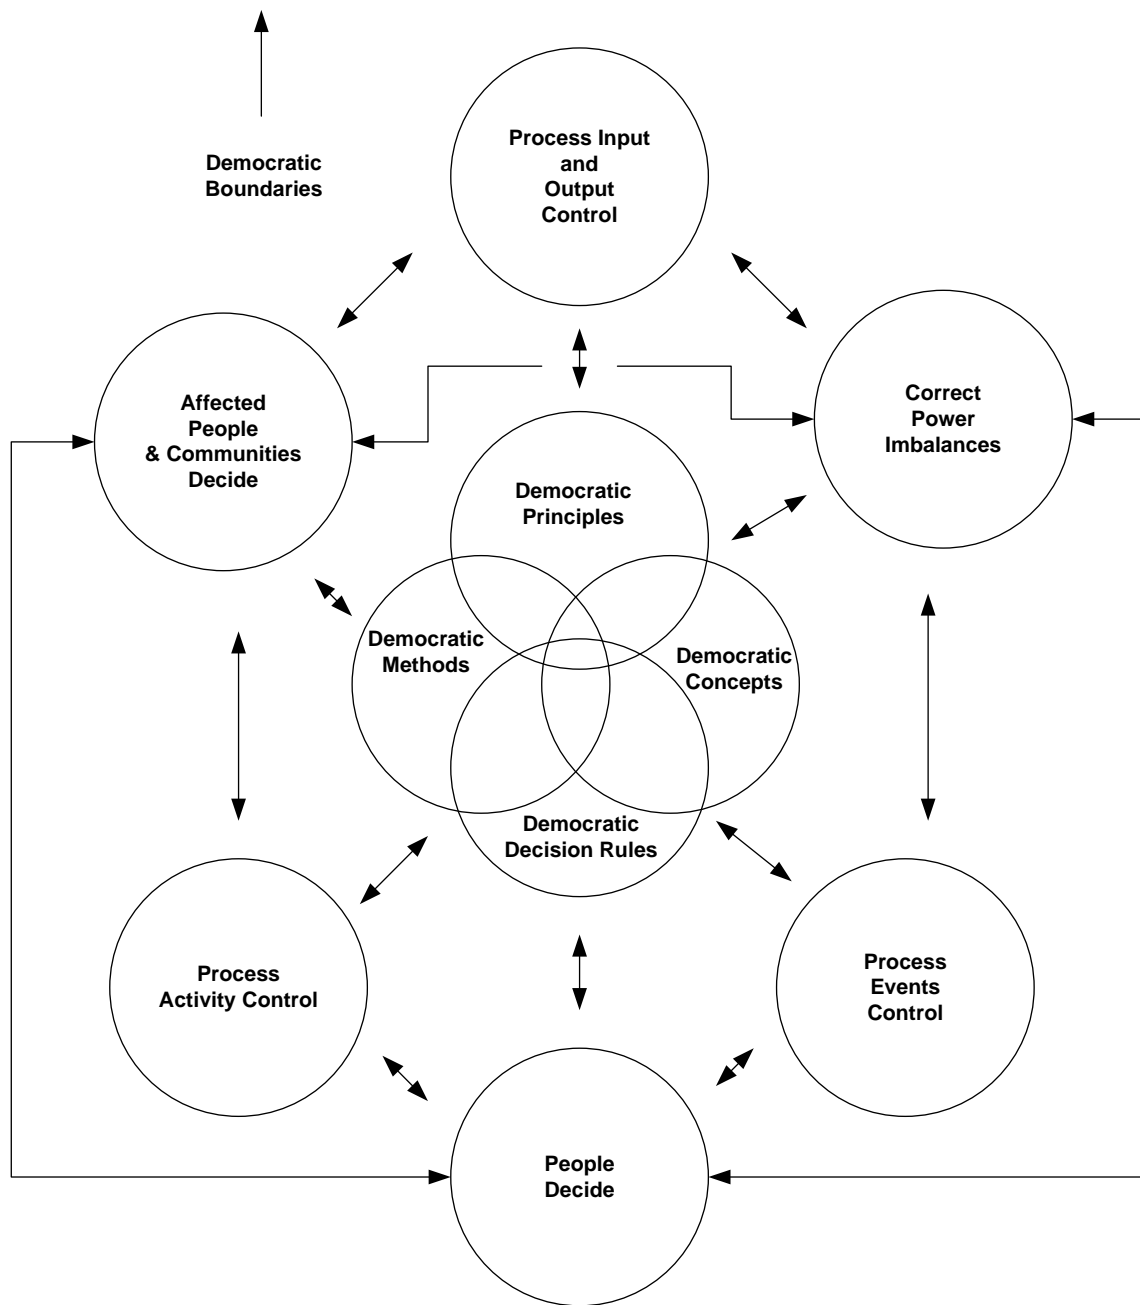 Democratic
Boundaries
Process Input
and
Output
Control
Affected
People
& Communities
Decide
Correct
Power
Imbalances
Democratic
Principles
Democratic
Methods
Democratic
Concepts
Democratic
Decision Rules
Process
Activity Control
Process
Events
Control
People
Decide